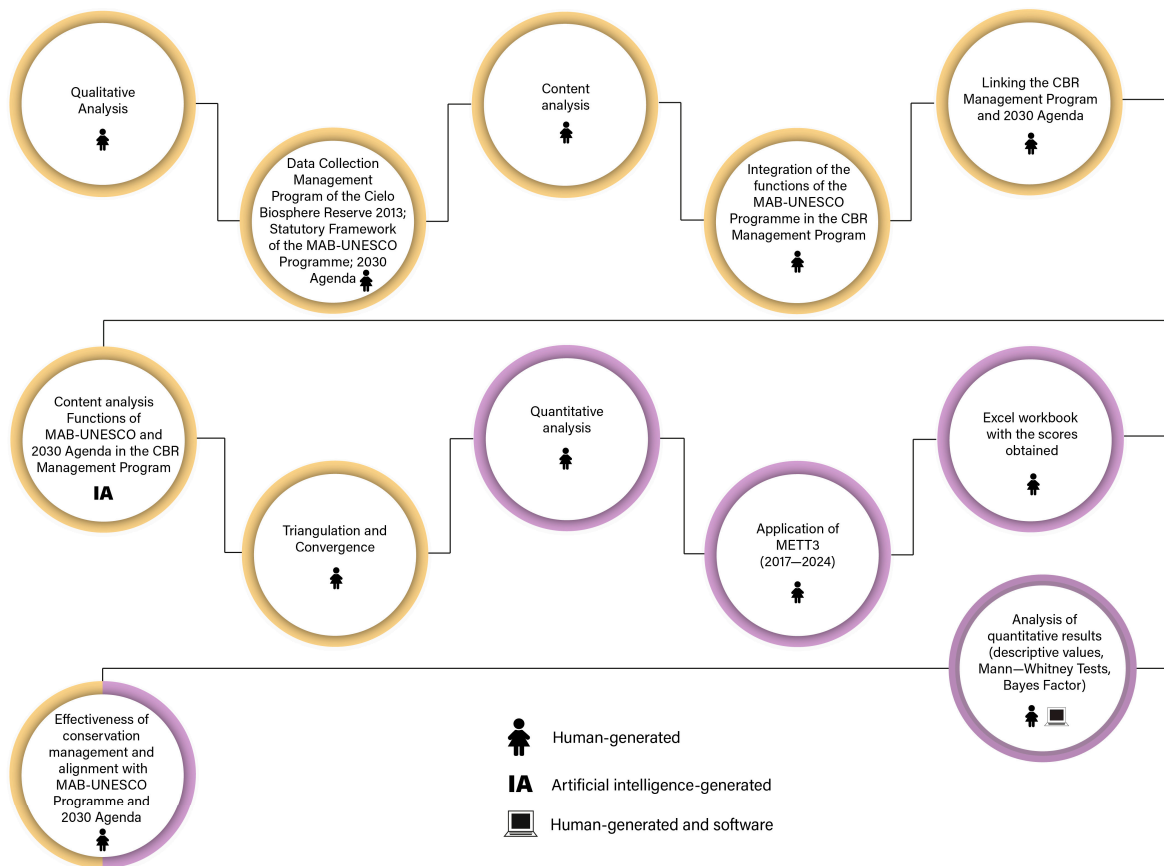 Qualitative
Analysis
Data Collection
Management
Program of the Cielo
Biosphere Reserve 2013;
Statutory Framework
of the MAB-UNESCO
Programme; 2030
Agenda
Content
analysis
Integration of the
functions of the
MAB-UNESCO
Programme in the CBR
Management Program
Linking the CBR
Management Program
and 2030 Agenda
Content analysis
Functions of
MAB-UNESCO and
2030 Agenda in the CBR
Management Program
IA
Triangulation and
Convergence
Quantitative
analysis
Application of
METT3
(2017—2024)
Excel workbook
with the scores
obtained
Analysis of
quantitative results
(descriptive values,
Mann—Whitney Tests,
Bayes Factor)
Effectiveness of
conservation
management and
alignment with
MAB-UNESCO
Programme and
2030 Agenda
Human-generated
IA Artificial intelligence-generated
Human-generated and software